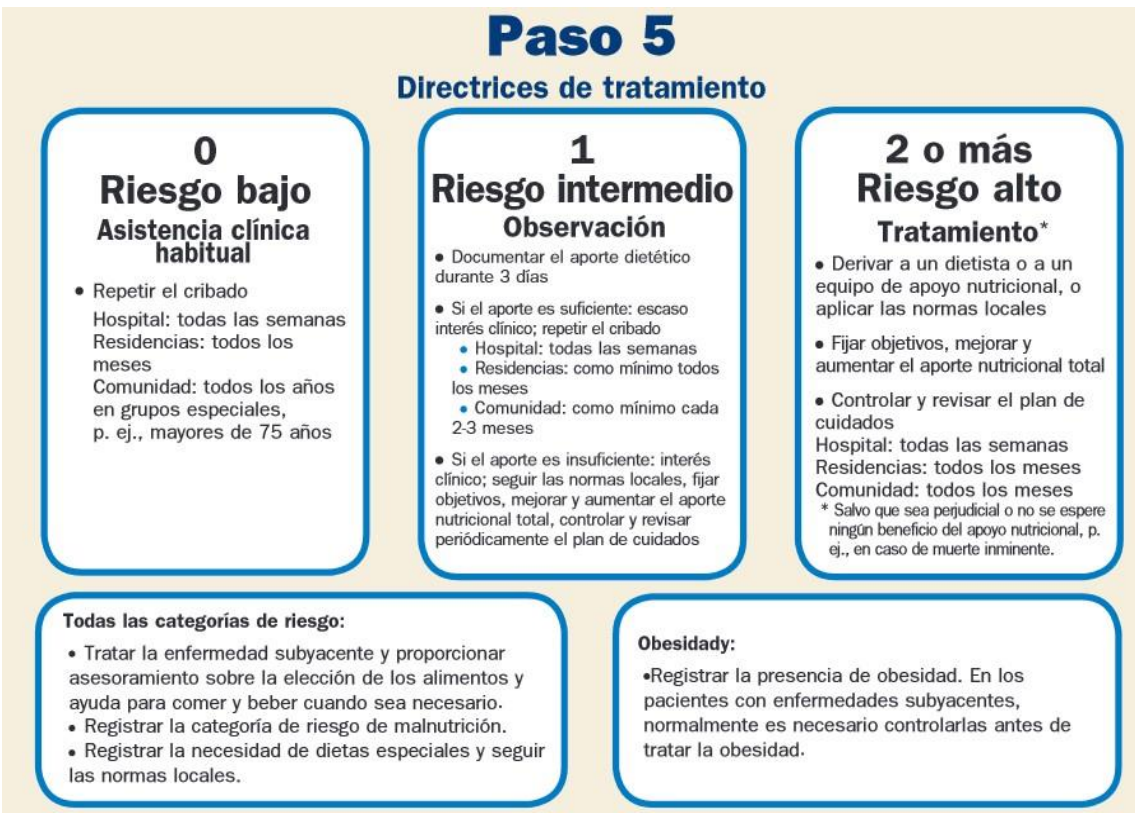 Paso 5
Directrices de tratamiento
0
Riesgo bajo
Asistencia clínica
habitual
• Repetir el cribado
Hospital: todas las semanas
Residencias: todos los
meses
Comunidad: todos los años
en grupos especiales,
p. ej., mayores de 75 años
1
Riesgo intermedio
Observación
• Documentar el aporte dietético
durante 3 días
• Si el aporte es suficiente: escaso
interés clínico; repetir el cribado
• Hospital: todas las semanas
• Residencias: como mínimo todos
los meses
• Comunidad: como mínimo cada
2-3 meses
• Si el aporte es insuficiente: interés
clínico; seguir las normas locales, fijar
objetivos, mejorar y aumentar el aporte
nutricional total, controlar y revisar
periódicamente el plan de cuidados
2 o más
Riesgo alto
Tratamiento*
• Derivar a un dietista o a un
equipo de apoyo nutricional, o
aplicar las normas locales
• Fijar objetivos, mejorar y
aumentar el aporte nutricional total
• Controlar y revisar el plan de
cuidados
Hospital: todas las semanas
Residencias: todos los meses
Comunidad: todos los meses
* Salvo que sea perjudicial o no se espere
ningún beneficio del apoyo nutricional, p.
ej., en caso de muerte inminente.
Todas las categorías de riesgo:
• Tratar la enfermedad subyacente y proporcionar
asesoramiento sobre la elección de los alimentos y
ayuda para comer y beber cuando sea necesario.
• Registrar la categoría de riesgo de malnutrición.
• Registrar la necesidad de dietas especiales y seguir
las normas locales.
Obesidady:
•Registrar la presencia de obesidad. En los
pacientes con enfermedades subyacentes,
normalmente es necesario controlarlas antes de
tratar la obesidad.